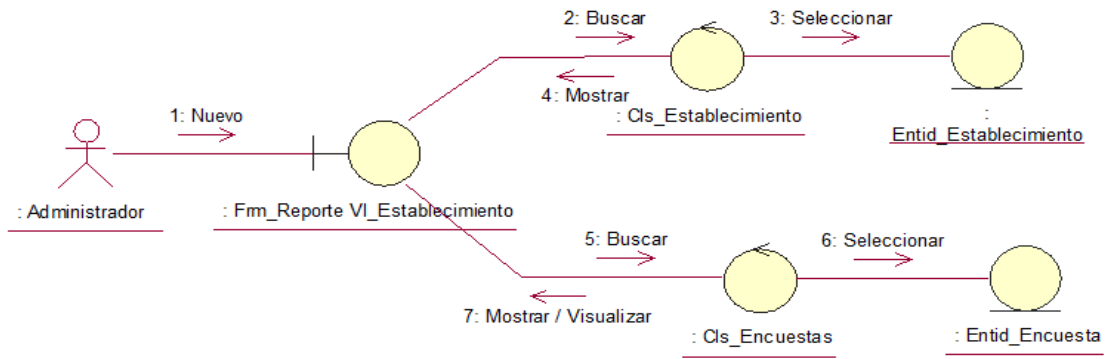 2: Buscar
3: Seleccionar
4: Mostrar
: Cls_Establecimiento
:
Entid_Establecimiento
1: Nuevo
: Administrador
: Frm_Reporte VI_Establecimiento
5: Buscar
6: Seleccionar
7: Mostrar / Visualizar
: Cls_Encuestas
: Entid_Encuesta